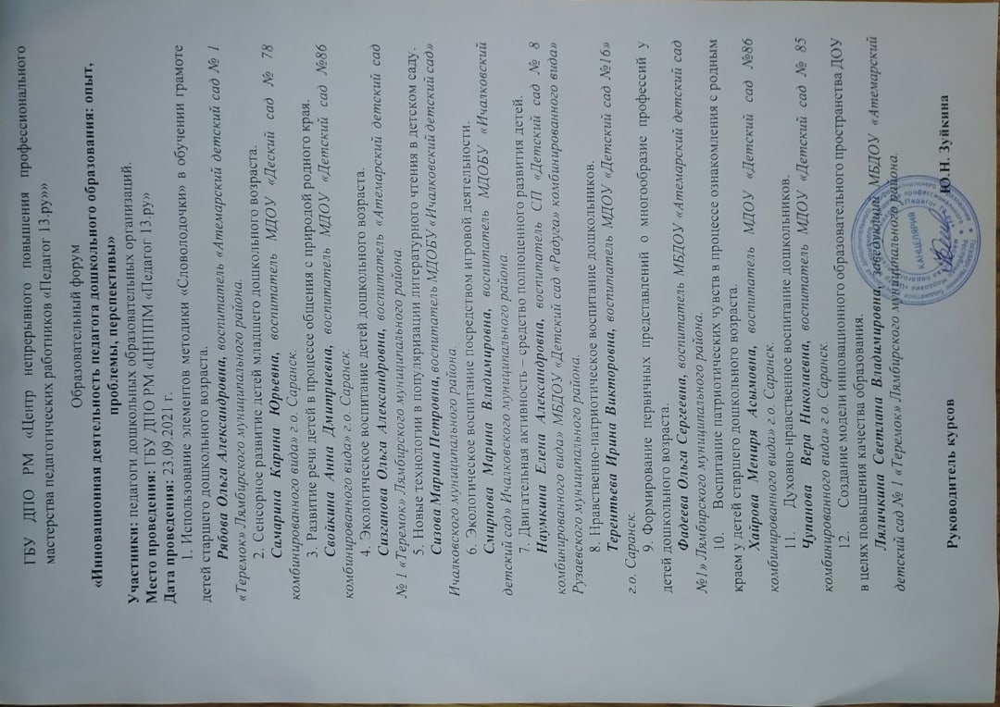 ГБУ ДПО РМ «Центр непрерывного повышения профессионального
мастерства педагогических работников «Педагог 13.ру»»
Образовательный форум
«Инновационная деятельность педагога дошкольного образования: опыт,
проблемы, перспективы»
Участники: педагоги дошкольных образовательных организаций.
Место проведения: ГБУ ДПО РМ «ЦНППМ «Педагог 13.ру»
Дата проведения: 23.09.2021 г.
1. Использование элементов методики «Словолодочки» в обучении грамоте
детей старшего дошкольного возраста.
Рябова Ольга Александровна, воспитатель «Атемарский детский сад № 1
«Теремок» Лямбирского муниципального района.
2. Сенсорное развитие детей младшего дошкольного возраста.
Самарина Карина Юрьевна, воспитатель МДОУ «Деский сад № 78
комбинированного вида» г.о. Саранск.
3. Развитие речи детей в процессе общения с природой родного края.
Свойкина Анна Дмитриевна, воспитатель МДОУ «Детский сад №86
комбинированного вида» г.о. Саранск
4. Экологическое воспитание детей дошкольного возраста.
Сизганова Ольга Александровна, воспитатель «Атемарский детский сад
№ 1 «Теремок» Лямбирского муниципального района.
5. Новые технологии в популяризации литературного чтения в детском саду.
Сазова Марина Петровна, воспитатель МДОБУ «Ичалковский детский сад»
Ичалковского муниципального района.
6. Экологическое воспитание посредством игровой деятельности.
Смирнова Марина Владимировна, воспитатель МДОБУ «Ичалковский
детский сад» Ичалковского муниципального района.
7. Двигательная активность – средство полноценного развития детей.
Наумкина Елена Александровна, воспитатель СП «Детский сад № 8
комбинированного вида» МБДОУ «Детский сад «Радуга» комбинированного вида»
Рузаевского муниципального района.
8. Нравственно-патриотическое воспитание дошкольников.
Терентьева Ирина Викторовна, воспитатель МДОУ «Детский сад №16»
г.о. Саранск.
9. Формирование первичных представлений о многообразие профессий у
детей дошкольного возраста.
Фадеева Ольга Сергеевна, воспитатель МБДОУ «Атемарский детский сад
№1» Лямбирского муниципального района.
10. Воспитание патриотических чувств в процессе ознакомления с родным
краем у детей старшего дошкольного возраста.
Хайрова Менира Асымовна, воспитатель МДОУ «Детский сад №86
комбинированного вида» г.о. Саранск.
11. Духовно-нравственное воспитание дошкольников.
Чупанова Вера Николаевна, воспитатель МДОУ «Детский сад № 85
комбинированного вида» г.о. Саранск.
12. Создание модели инновационного образовательного пространства ДОУ
в целях повышения качества образования.
Ляличкина Светлана Владимировна, заведующий МБДОУ «Атемарский
детский сад № 1 «Теремок» Лямбирского муниципального района.
КАНЦЕЛЯРИЯ
Руководитель курсов Ю.Н. Зуйкина